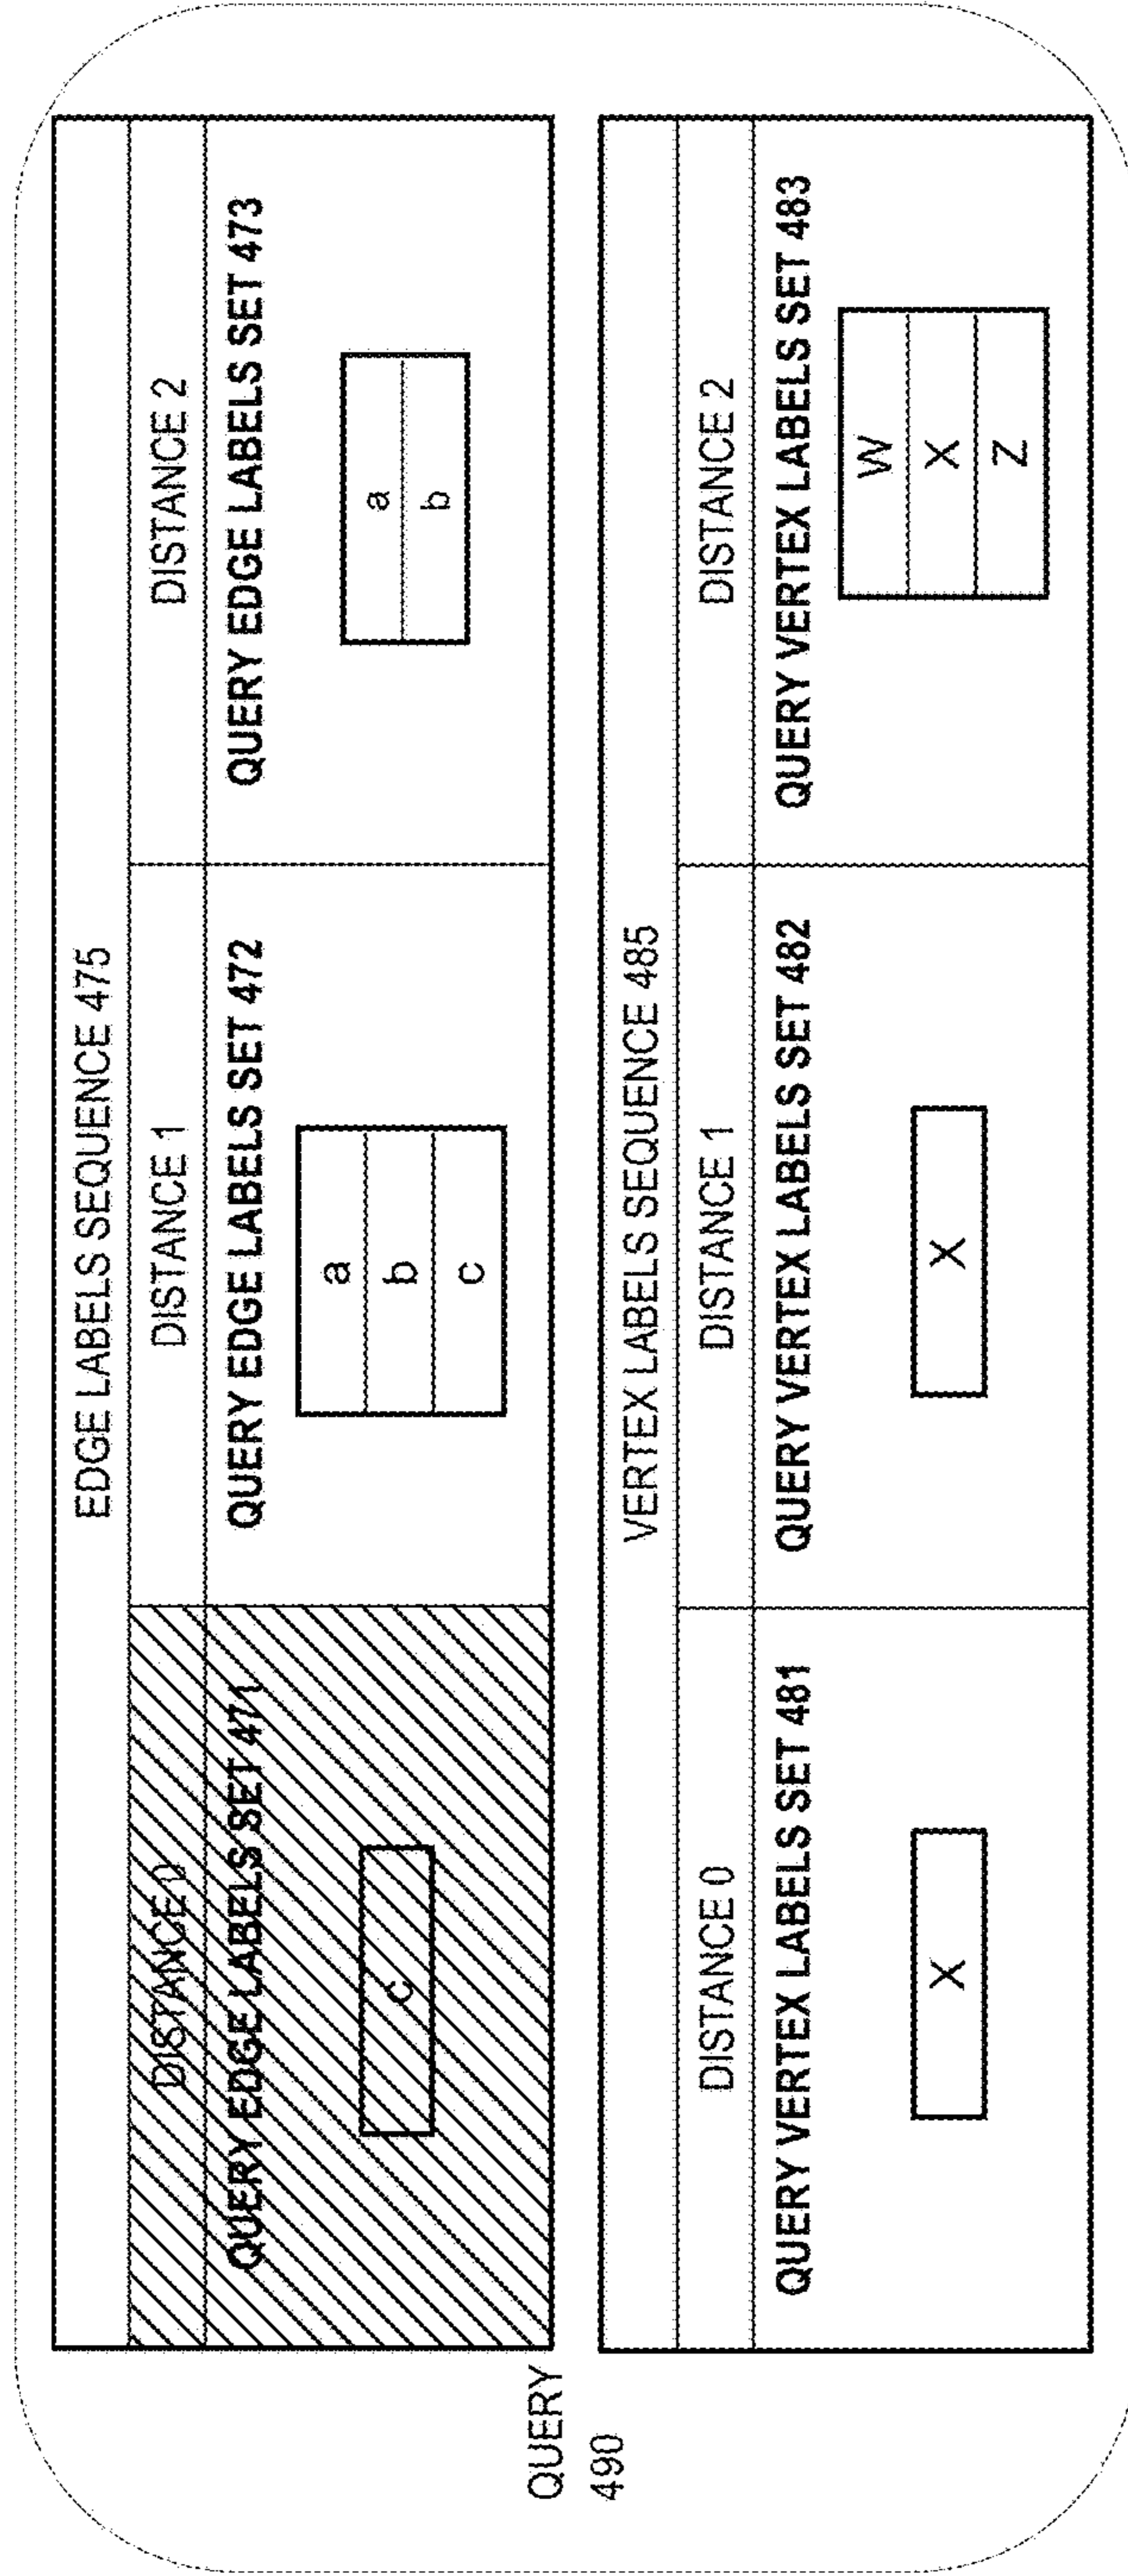 QUERY
490
EDGE LABELS SEQUENCE 475
DISTANCE 0
DISTANCE 1
DISTANCE 2
QUERY EDGE LABELS SET 471
QUERY EDGE LABELS SET 472
QUERY EDGE LABELS SET 473
c
a
b
c
a
b
VERTEX LABELS SEQUENCE 485
DISTANCE 0
DISTANCE 1
DISTANCE 2
QUERY VERTEX LABELS SET 481
QUERY VERTEX LABELS SET 482
QUERY VERTEX LABELS SET 483
X
X
W
X
Z